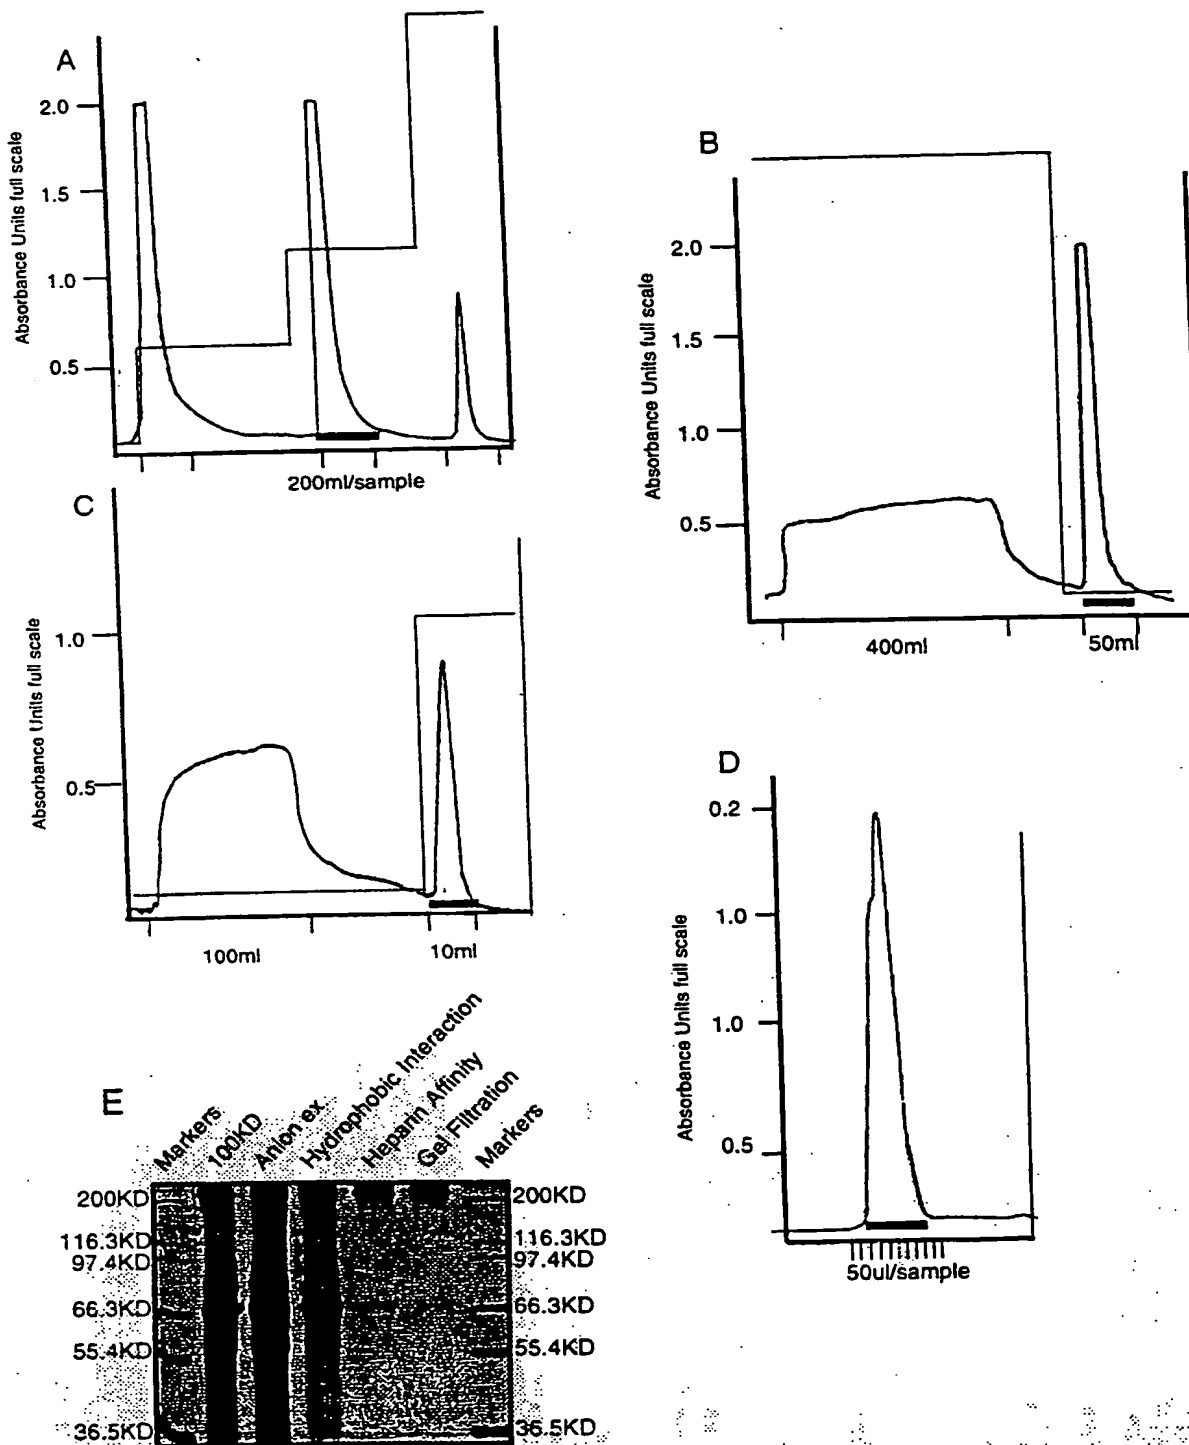 A
Absorbance Units full scale
2.0
1.5
1.0
0.5
200ml/sample
B
Absorbance Units full scale
2.0
1.5
1.0
0.5
400ml
50ml
C
Absorbance Units full scale
1.0
0.5
100ml
10ml
D
Absorbance Units full scale
0.2
1.0
1.0
0.5
50ul/sample
E
Markers
100KD
Anion ex.
Hydrophobic Interaction
Heparin Affinity
Gel Filtration
Markers
200KD
116.3KD
97.4KD
66.3KD
55.4KD
36.5KD
200KD
116.3KD
97.4KD
66.3KD
55.4KD
36.5KD